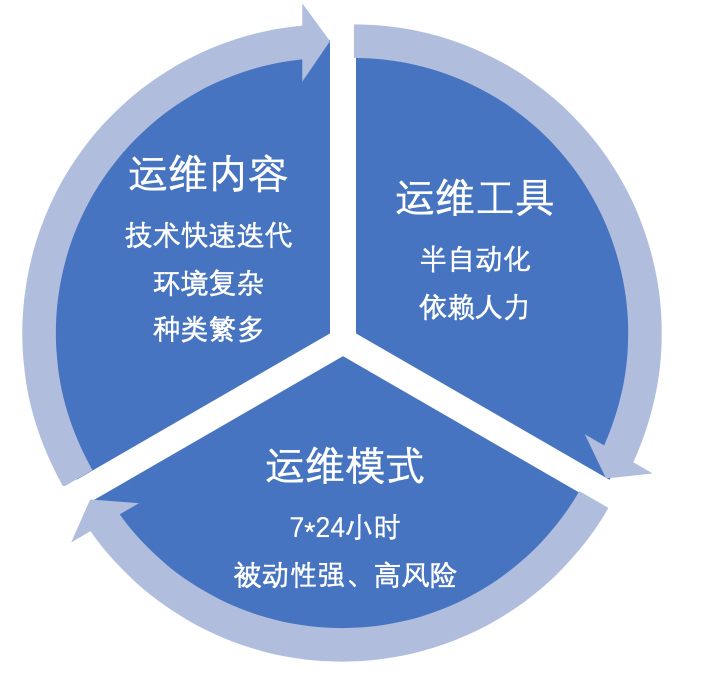 运维内容
技术快速迭代
环境复杂
种类繁多
运维工具
半自动化
依赖人力
运维模式
7*24小时
被动性强、高风险